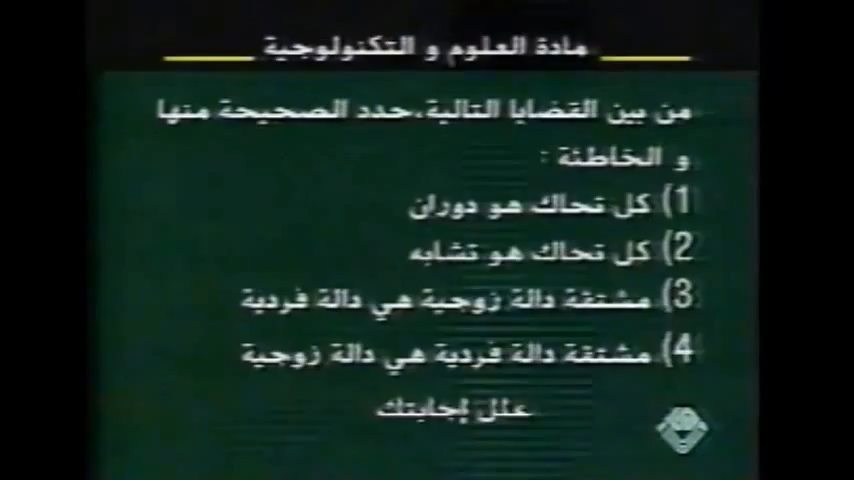 مادة العلوم و التكنولوجية
من بين القضايا التالية،حدد الصحيحة منها
و الخاطئة :
1) كل تحاك هو دوران
2) كل تحاك هو تشابه
3) مشتقة دالة زوجية هي دالة فردية
4) مشتقة دالة فردية هي دالة زوجية
علل إجابتك